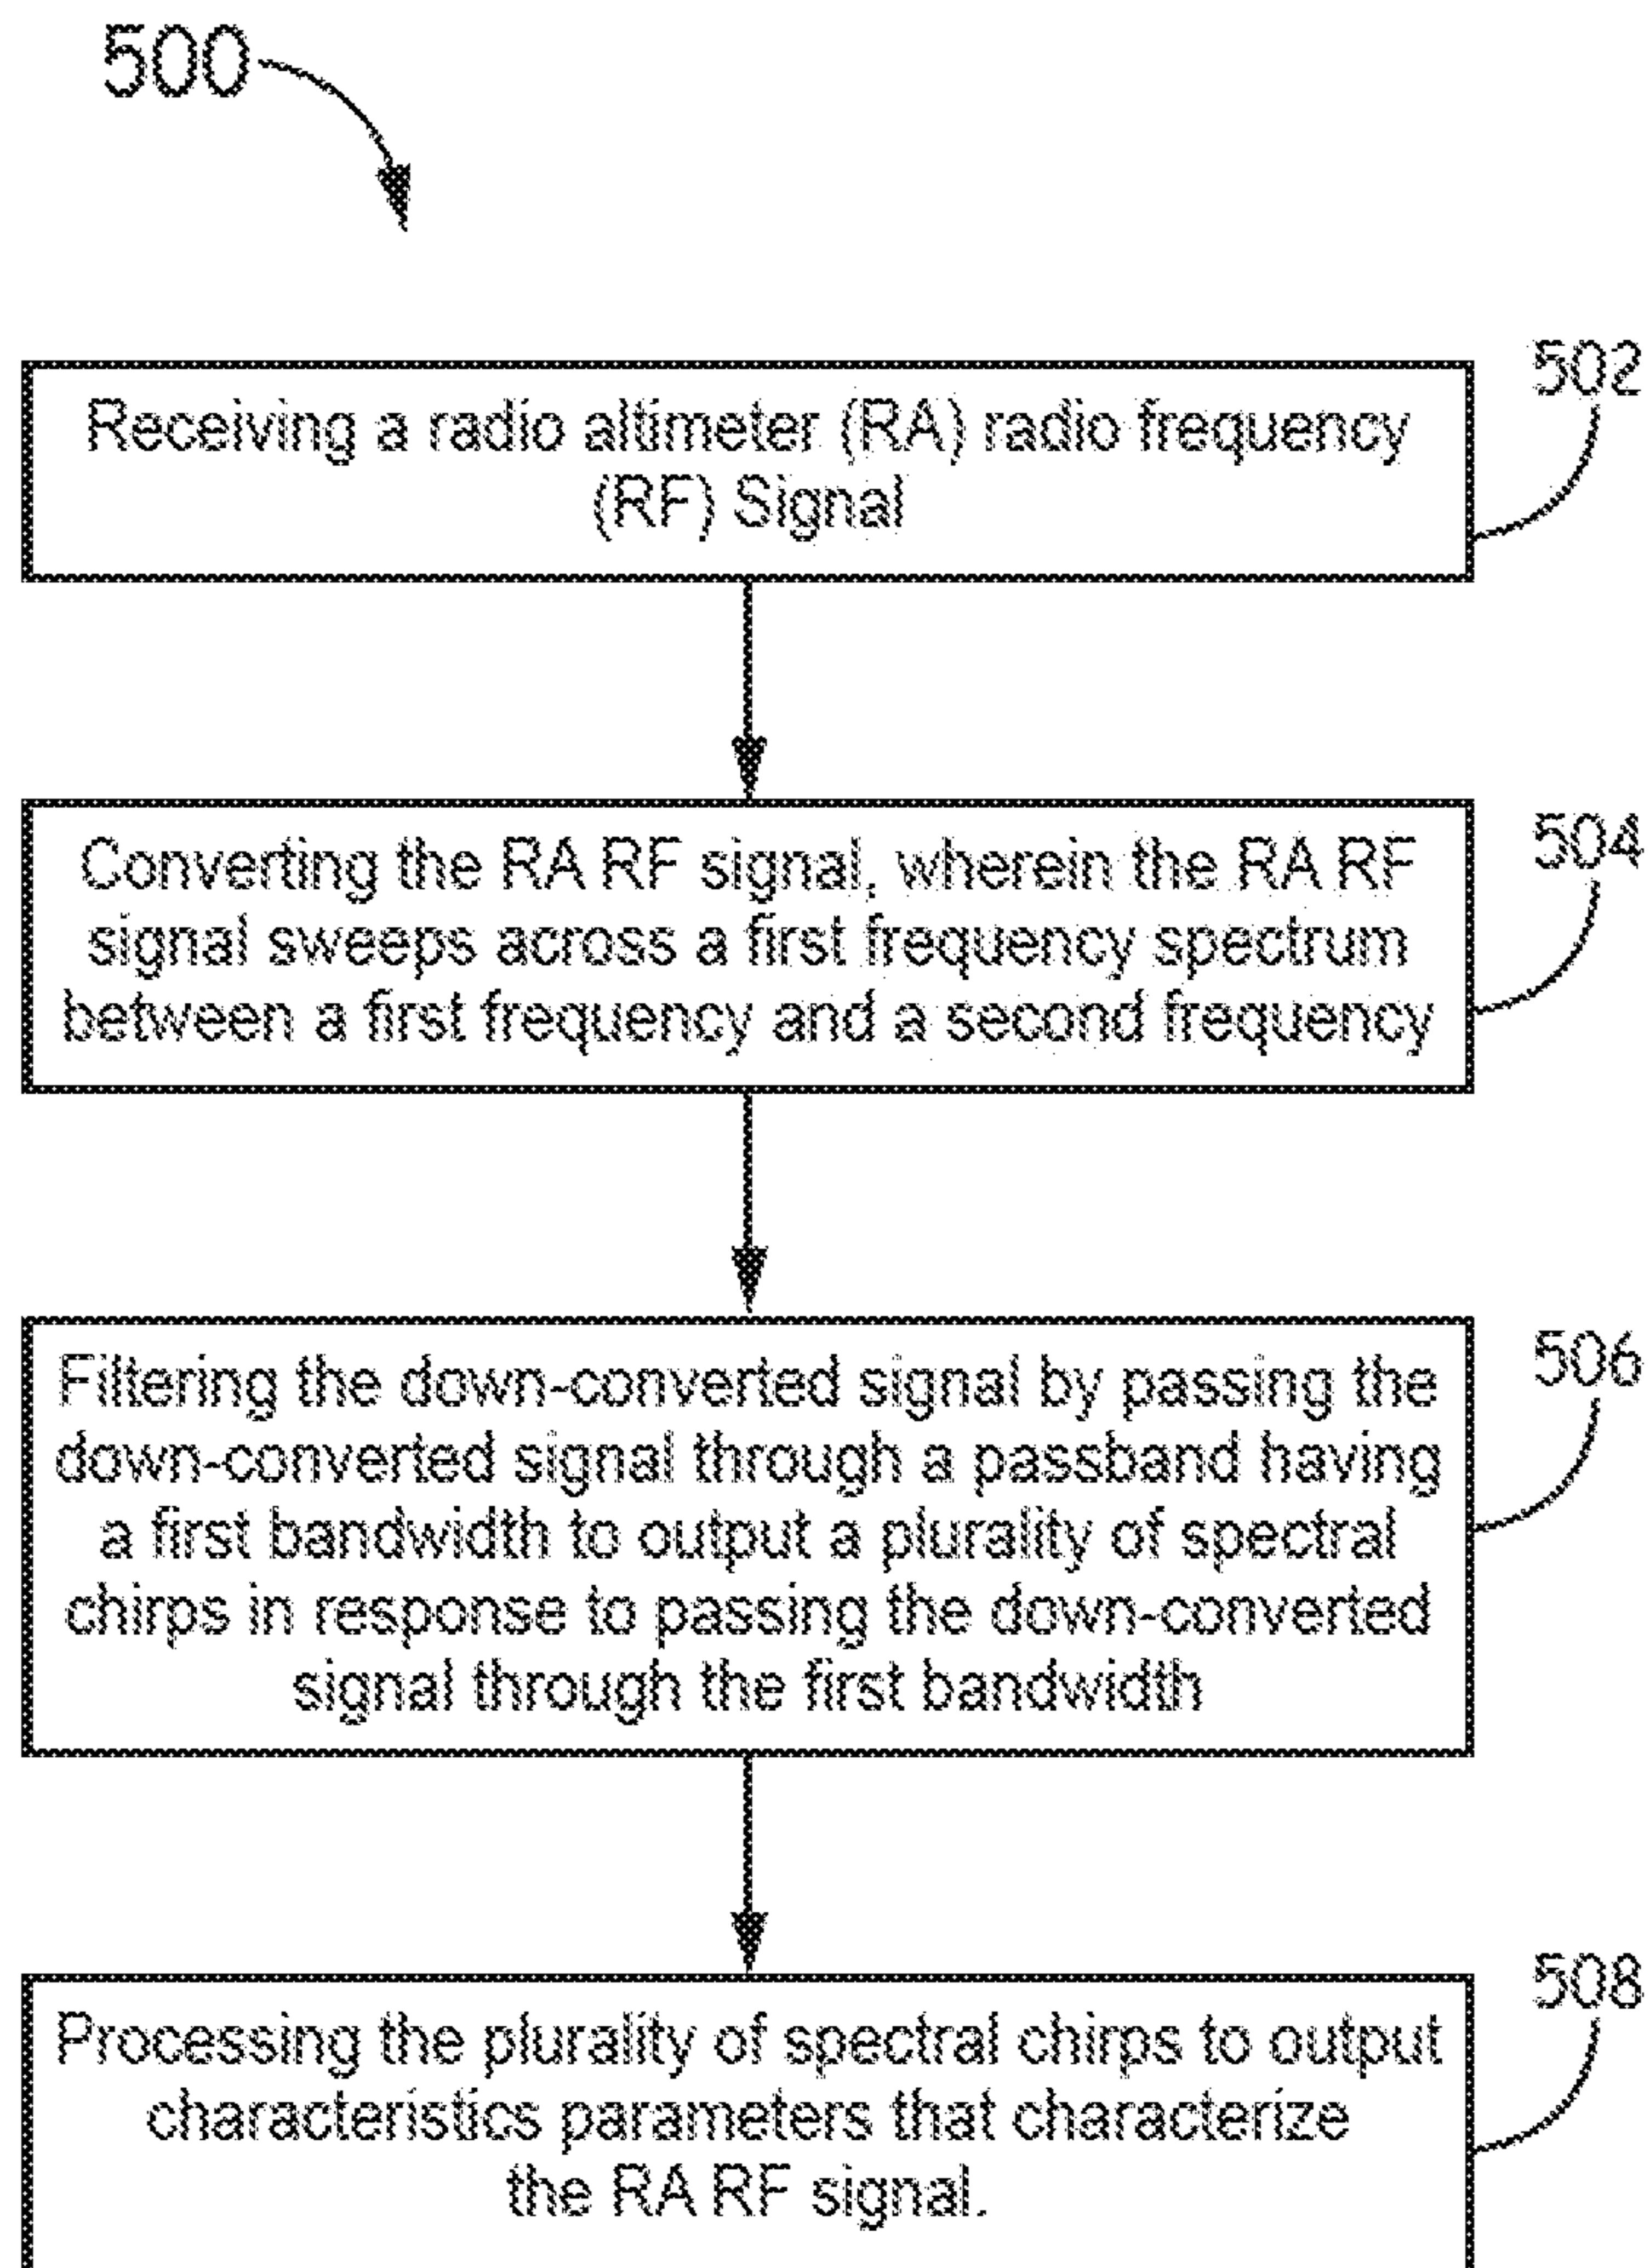 500
502
Receiving a radio altimeter (RA) radio frequency
(RF) Signal
504
Converting the RA RF signal, wherein the RA RF
signal sweeps across a first frequency spectrum
between a first frequency and a second frequency
506
Filtering the down-converted signal by passing the
down-converted signal through a passband having
a first bandwidth to output a plurality of spectral
chirps in response to passing the down-converted
signal through the first bandwidth
508
Processing the plurality of spectral chirps to output
characteristics parameters that characterize
the RA RF signal.